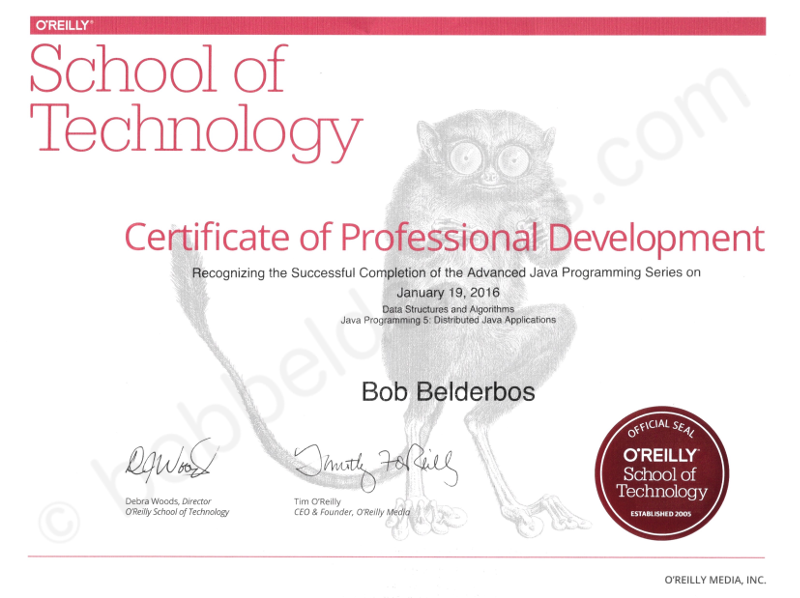 O'REILLY®
School of
Technology
Certificate of Professional Development
Recognizing the Successful Completion of the Advanced Java Programming Series on
January 19, 2016
Data Structures and Algorithms
Java Programming 5: Distributed Java Applications
Bob Belderbos
Debra Woods, Director
O'Reilly School of Technology
Timothy F O'Reilly
Tim O'Reilly
CEO & Founder, O'Reilly Media
OFFICIAL SEAL
O'REILLY®
School of
Technology
ESTABLISHED 2005
O'REILLY MEDIA, INC.
© bobbelderbos.com